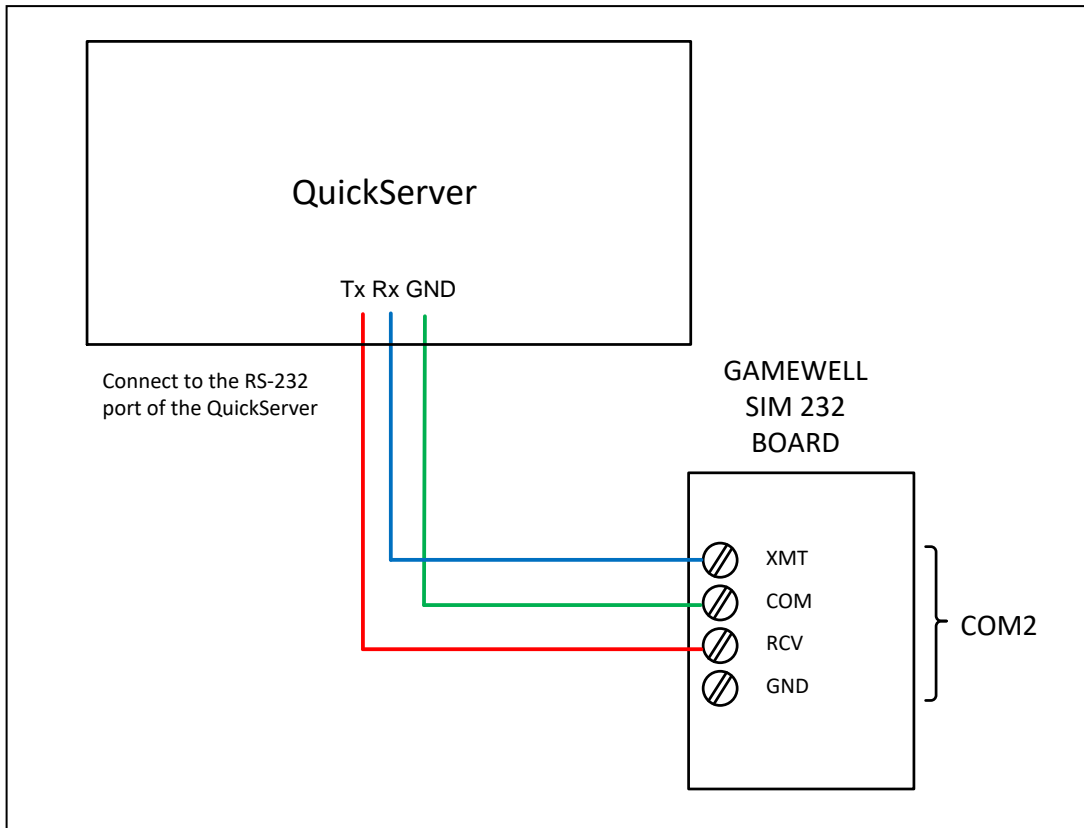 QuickServer
Tx Rx GND
Connect to the RS-232
port of the QuickServer
GAMEWELL
SIM 232
BOARD
XMT
COM
RCV
GND
COM2